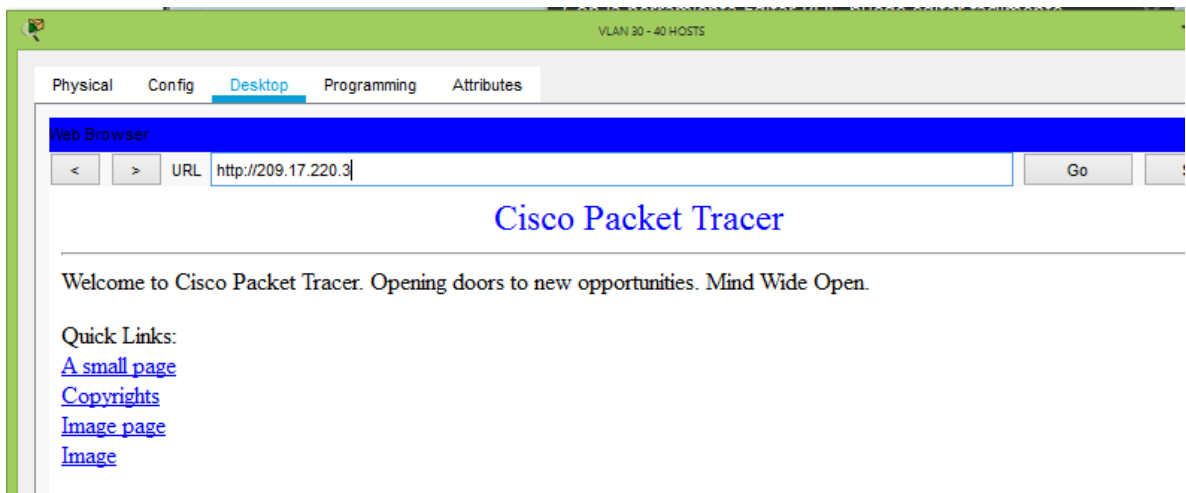 VLAN 30 - 40 HOSTS
Physical Config Desktop Programming Attributes
Web Browser
< > URL http://209.17.220.3 Go
Cisco Packet Tracer
Welcome to Cisco Packet Tracer. Opening doors to new opportunities. Mind Wide Open.
Quick Links:
A small page
Copyrights
Image page
Image